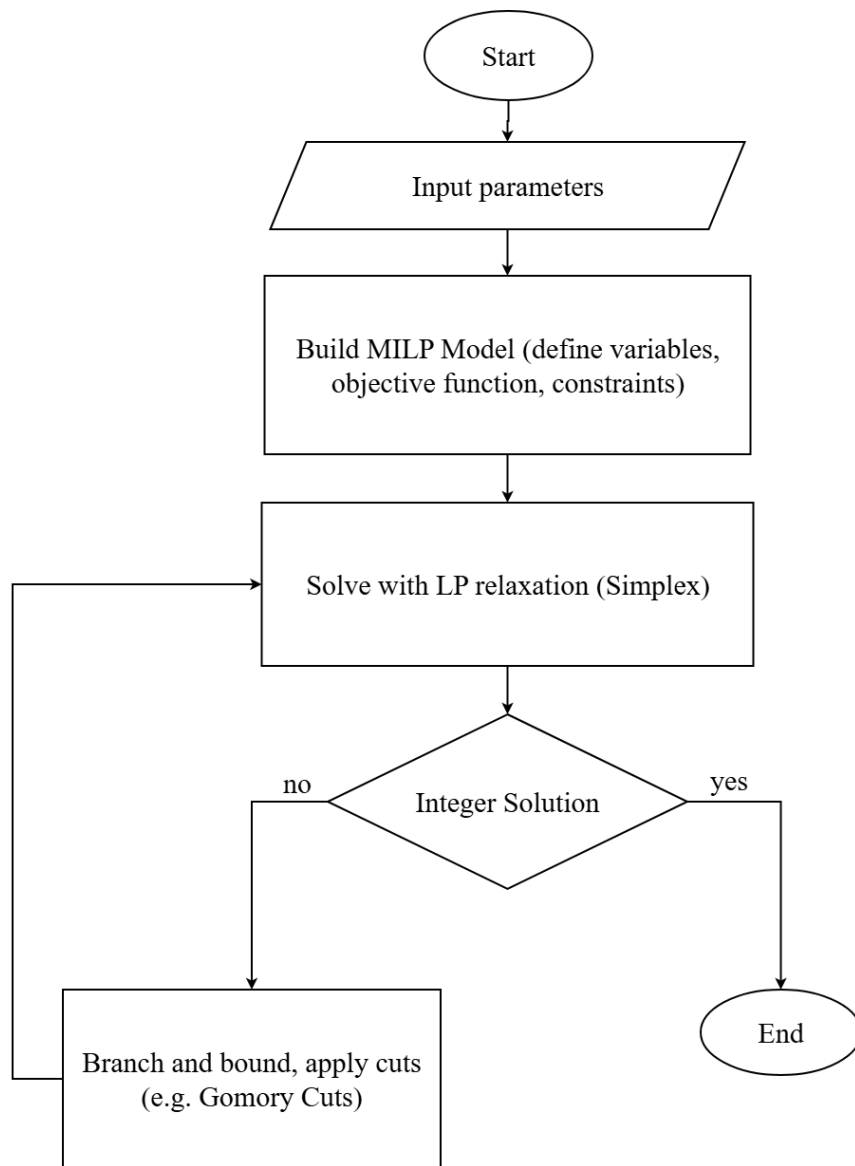 Start
Input parameters
Build MILP Model (define variables,
objective function, constraints)
Solve with LP relaxation (Simplex)
no
Integer Solution
yes
Branch and bound, apply cuts
(e.g. Gomory Cuts)
End